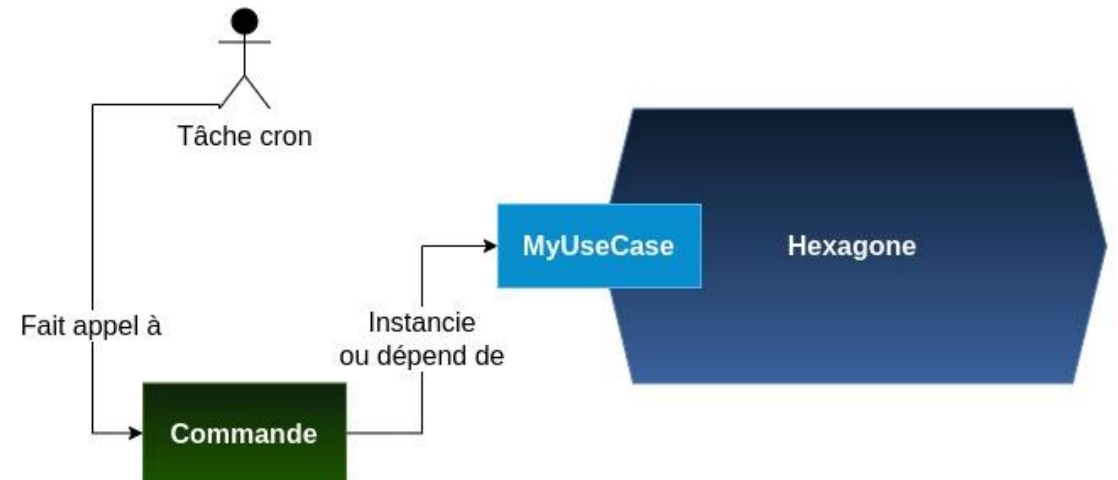 Tâche cron
MyUseCase
Hexagone
Fait appel à
Instancie
ou dépend de
Commande